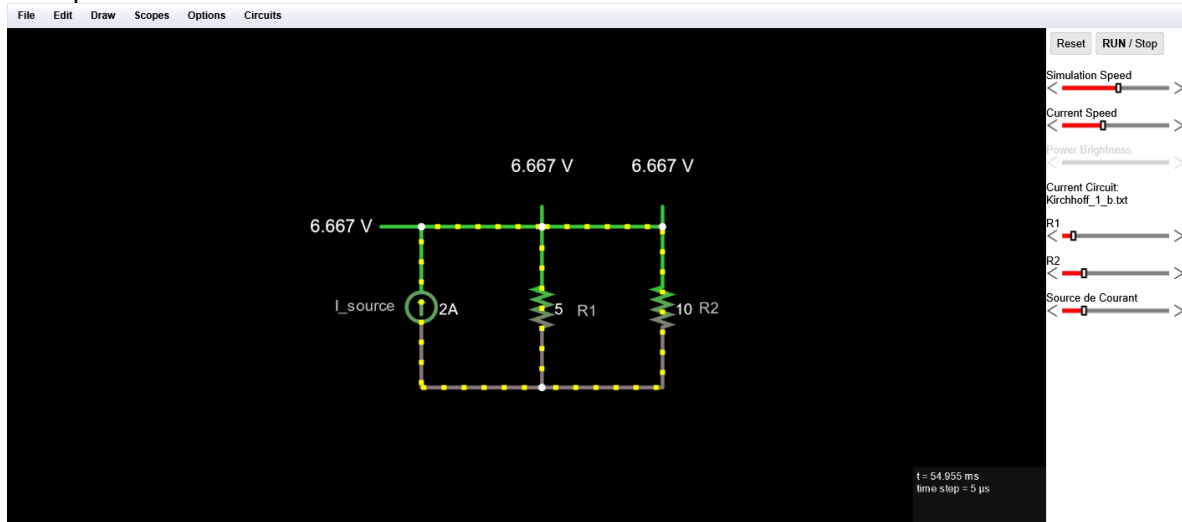 File Edit Draw Scopes Options Circuits
Reset RUN / Stop
Simulation Speed
Current Speed
Power Brightness
Current Circuit:
Kirchhoff_1_b.txt
R1
R2
Source de Courant
6.667 V 6.667 V
6.667 V
I_source 2A 5 R1 10 R2
t = 54.955 ms
time step = 5 µs